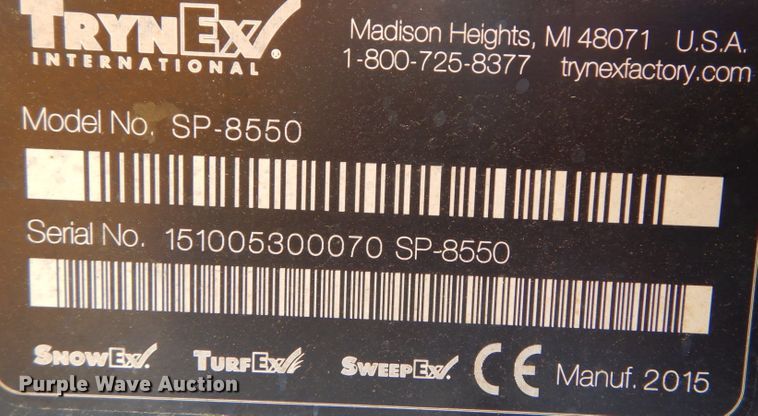 TRYNEX
INTERNATIONAL
Madison Heights, MI 48071 U.S.A.
1-800-725-8377 trynexfactory.com
Model No. SP-8550
Serial No. 151005300070 SP-8550
SNOWEX TURFEX SWEEPEX CE Manuf. 2015
Purple Wave Auction